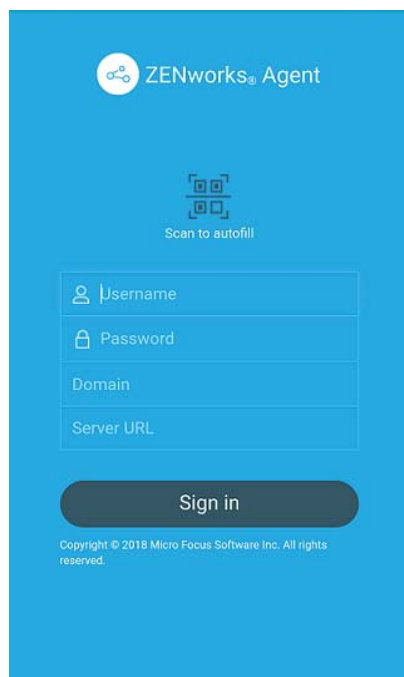 ZENworks® Agent
Scan to autofill
Username
Password
Domain
Server URL
Sign in
Copyright © 2018 Micro Focus Software Inc. All rights
reserved.